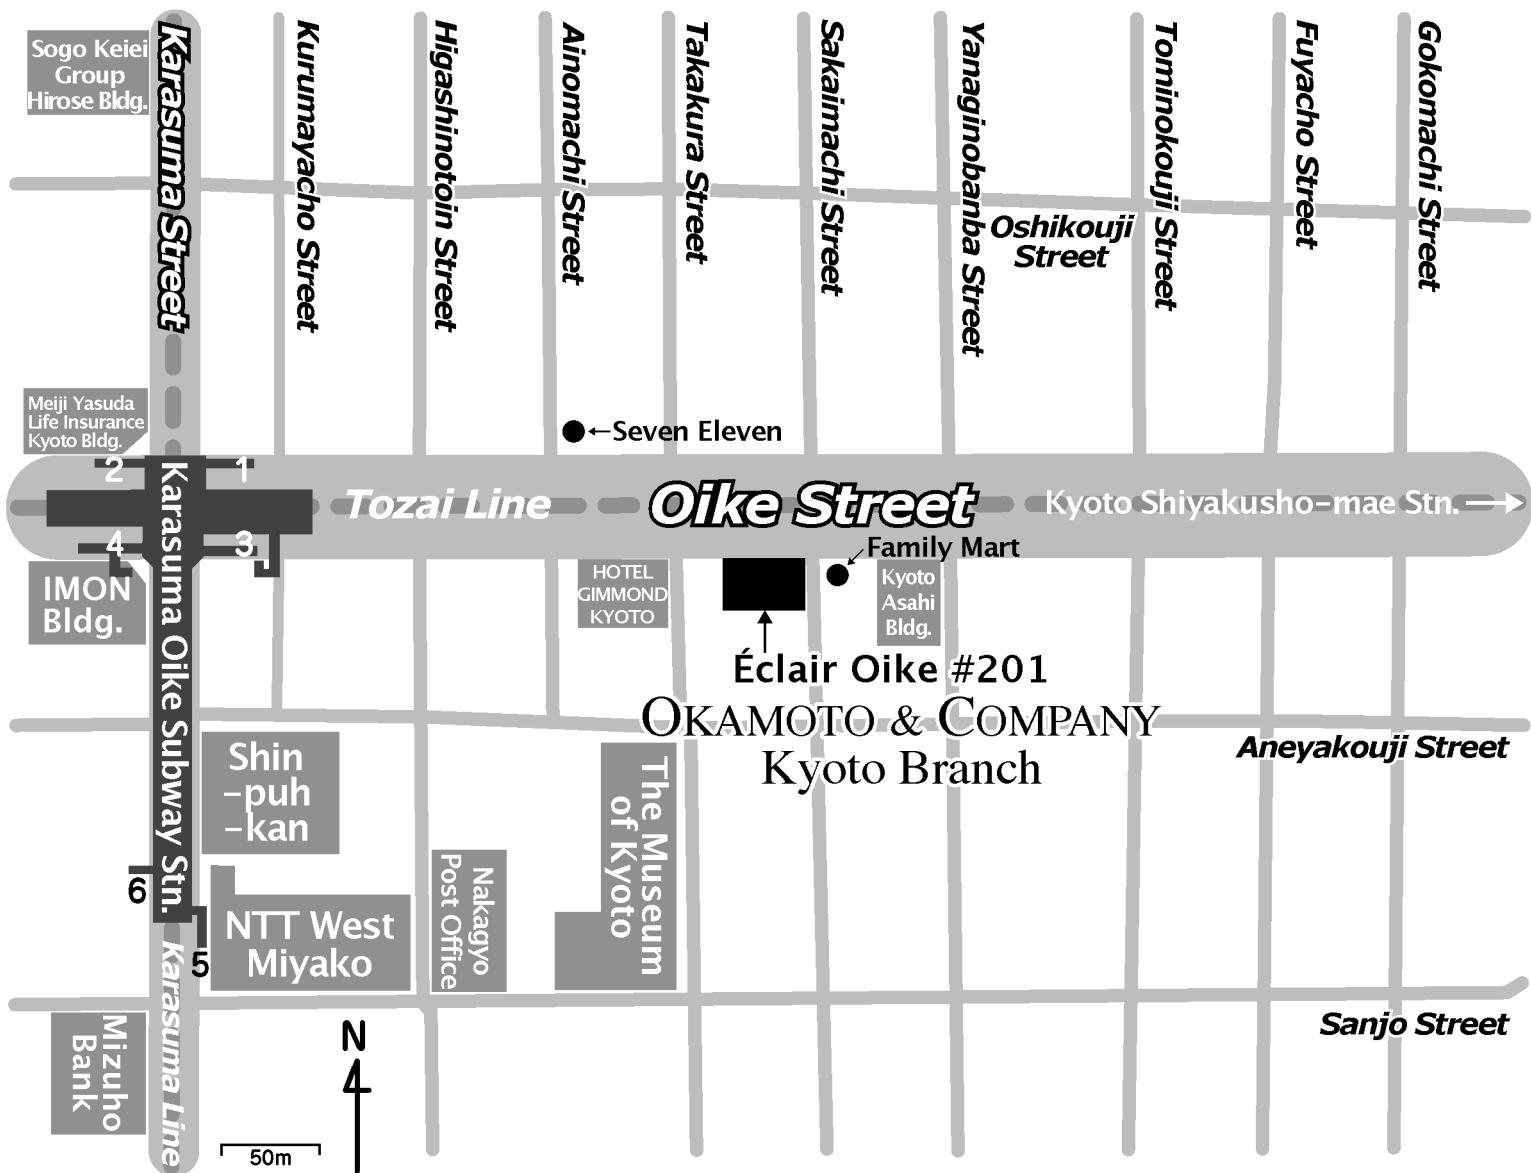 Sogo Keiei
Group
Hirose Bldg.
Karasuma Street
Kurumayacho Street
Higashinotoin Street
Ainomachi Street
Takakura Street
Sakaimachi Street
Yanaginobanba Street
Tominokouji Street
Fuyacho Street
Gokomachi Street
Oshikouji
Street
Meiji Yasuda
Life Insurance
Kyoto Bldg.
←Seven Eleven
2
1
Tozai Line
Oike Street
Kyoto Shiyakusho-mae Stn.→
4
3
Karasuma Oike Subway Stn.
Family Mart
IMON
Bldg.
HOTEL
GIMMOND
KYOTO
Kyoto
Asahi
Bldg.
Éclair Oike #201
OKAMOTO & COMPANY
Kyoto Branch
Aneyakouji Street
Shin
-puh
-kan
The Museum
of Kyoto
Nakagyo
Post Office
6
5
NTT West
Miyako
Karasuma Line
Sanjo Street
Mizuho
Bank
N
50m